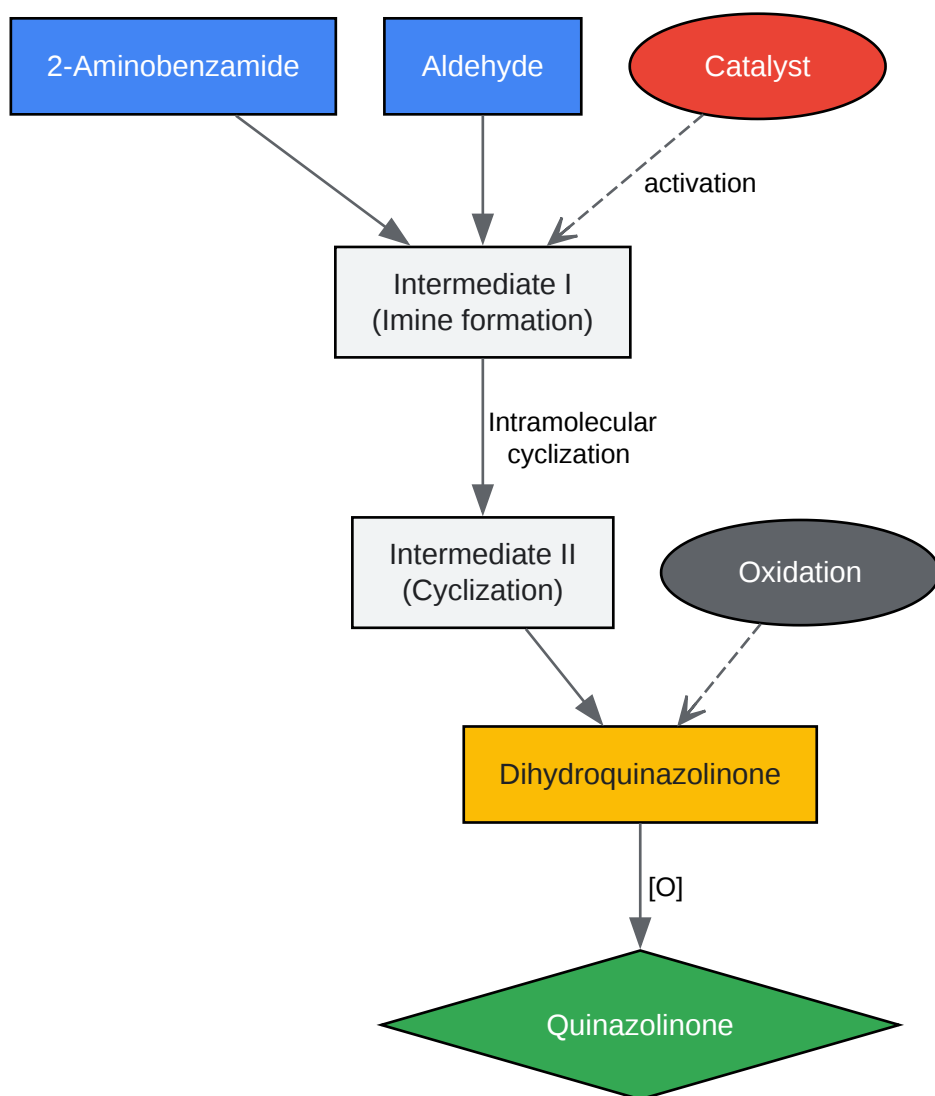 2-Aminobenzamide
Aldehyde
Catalyst
activation
Intermediate I
(Imine formation)
Intramolecular
cyclization
Intermediate II
(Cyclization)
Oxidation
Dihydroquinazolinone
[O]
Quinazolinone